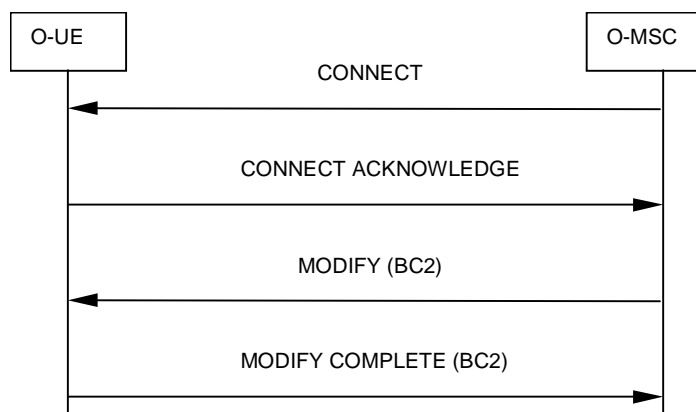 O-UE
O-MSC
CONNECT
CONNECT ACKNOWLEDGE
MODIFY (BC2)
MODIFY COMPLETE (BC2)